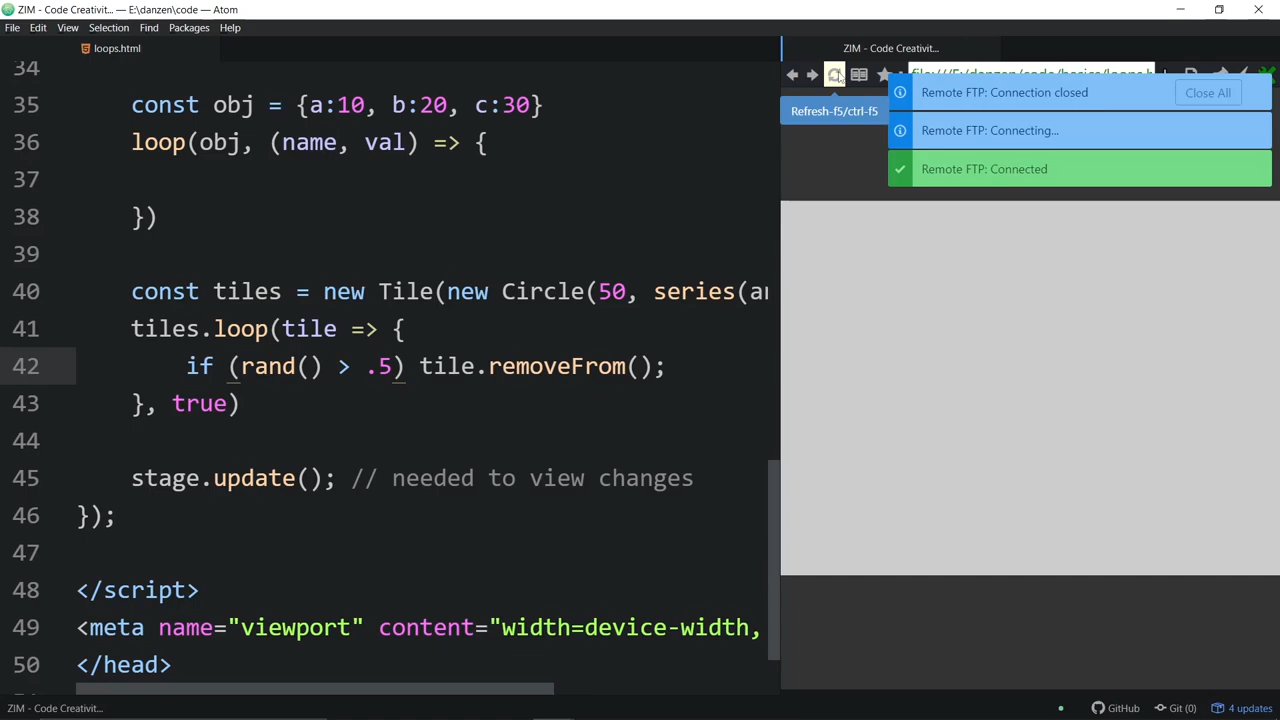 ZIM - Code Creativit... — E:\danzen\code — Atom
File Edit View Selection Find Packages Help
loops.html
ZIM - Code Creativit...
34
35 const obj = {a:10, b:20, c:30}
36 loop(obj, (name, val) => {
37
38 })
39
40 const tiles = new Tile(new Circle(50, series(
41 tiles.loop(tile => {
42 if (rand() > .5) tile.removeFrom();
43 }, true)
44
45 stage.update(); // needed to view changes
46 });
47
48 </script>
49 <meta name="viewport" content="width=device-width,
50 </head>
Refresh-f5/ctrl-f5
Remote FTP: Connection closed
Close All
Remote FTP: Connecting...
Remote FTP: Connected
ZIM - Code Creativit...
GitHub
Git (0)
4 updates